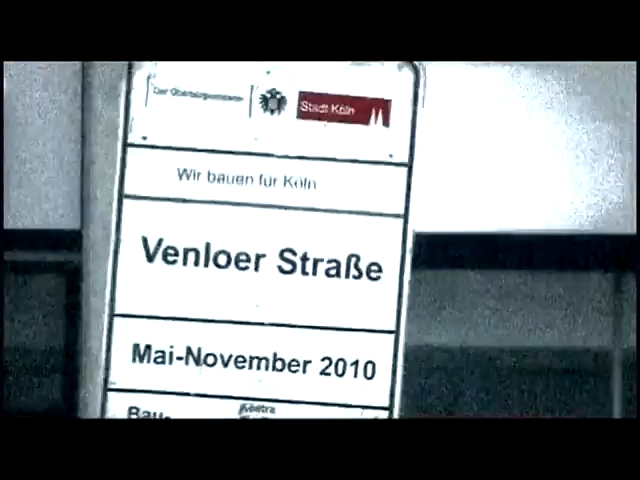 Der Oberbürgermeister
Stadt Köln
Wir bauen für Köln
Venloer Straße
Mai-November 2010